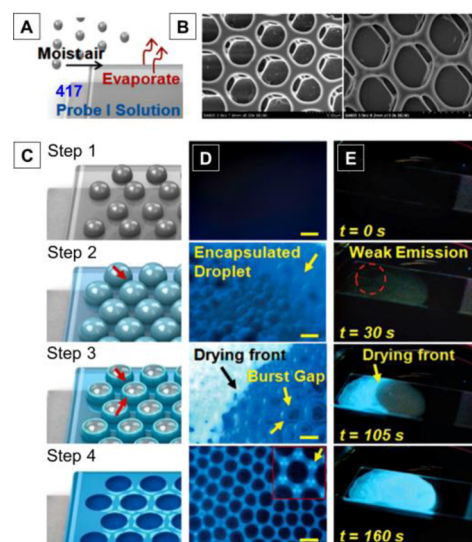 A
B
Moist air
Evaporate
417
Probe I Solution
C
D
E
Step 1
t = 0 s
Step 2
Encapsulated
Droplet
Weak Emission
t = 30 s
Step 3
Drying front
Burst Gap
Drying front
t = 105 s
Step 4
t = 160 s